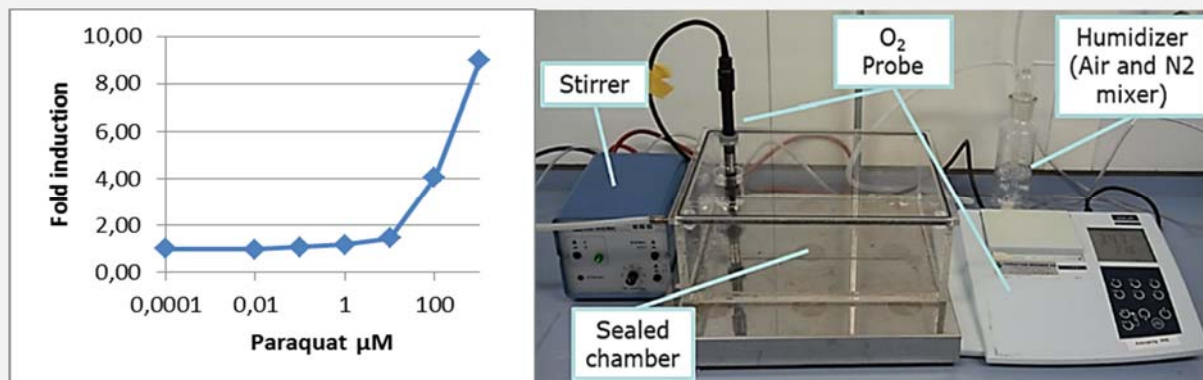 10,00
8,00
6,00
4,00
2,00
0,00
Fold induction
0,0001 0,01 1 100
Paraquat µM
Stirrer
O₂
Probe
Humidizer
(Air and N2
mixer)
Sealed
chamber